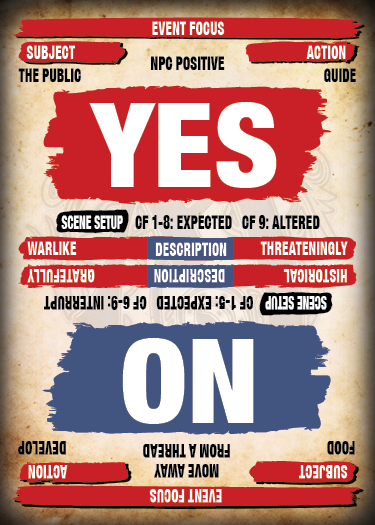 EVENT FOCUS
SUBJECT ACTION
THE PUBLIC NPC POSITIVE GUIDE
YES
SCENE SETUP CF 1-8: EXPECTED CF 9: ALTERED
WARLIKE DESCRIPTION THREATENINGLY
EVENT FOCUS
SUBJECT ACTION
FOOD MOVE AWAY DEVELOP
FROM A THREAD
NO
SCENE SETUP CF 1-5: EXPECTED CF 6-9: INTERRUPT
HISTORICAL DESCRIPTION GRATEFULLY